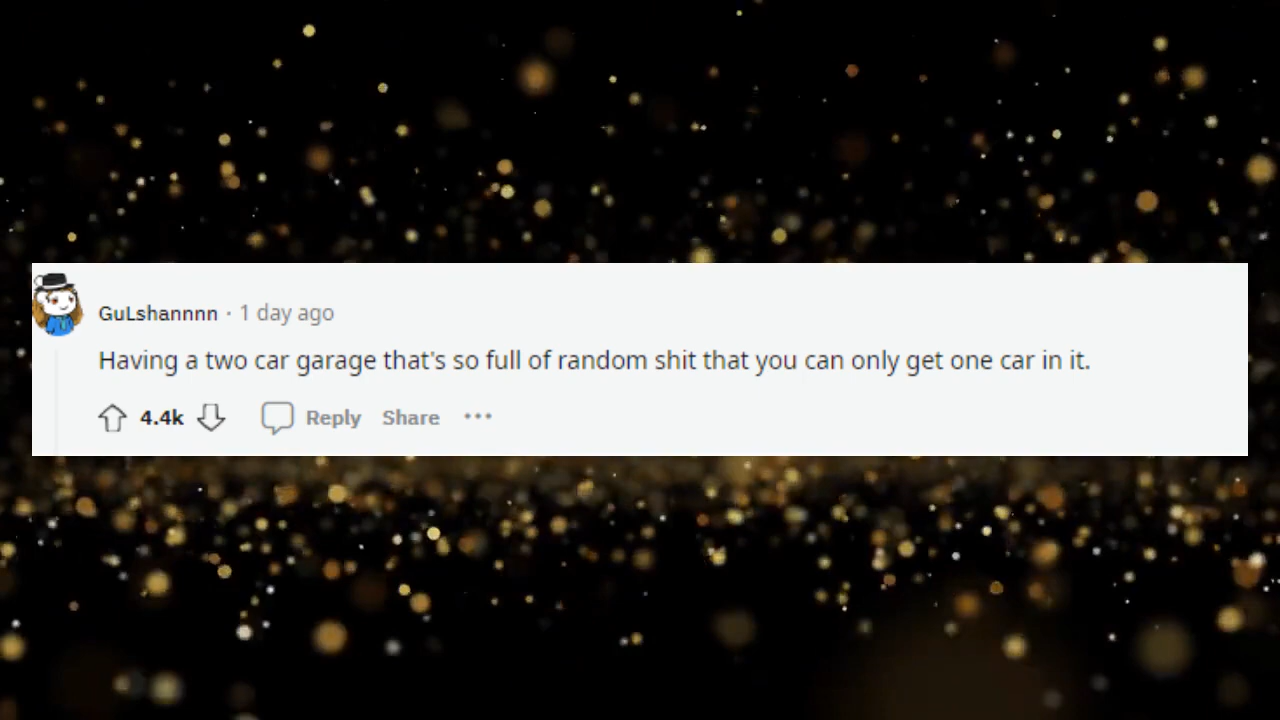 GuLshannnn · 1 day ago
Having a two car garage that's so full of random shit that you can only get one car in it.
4.4k Reply Share ···